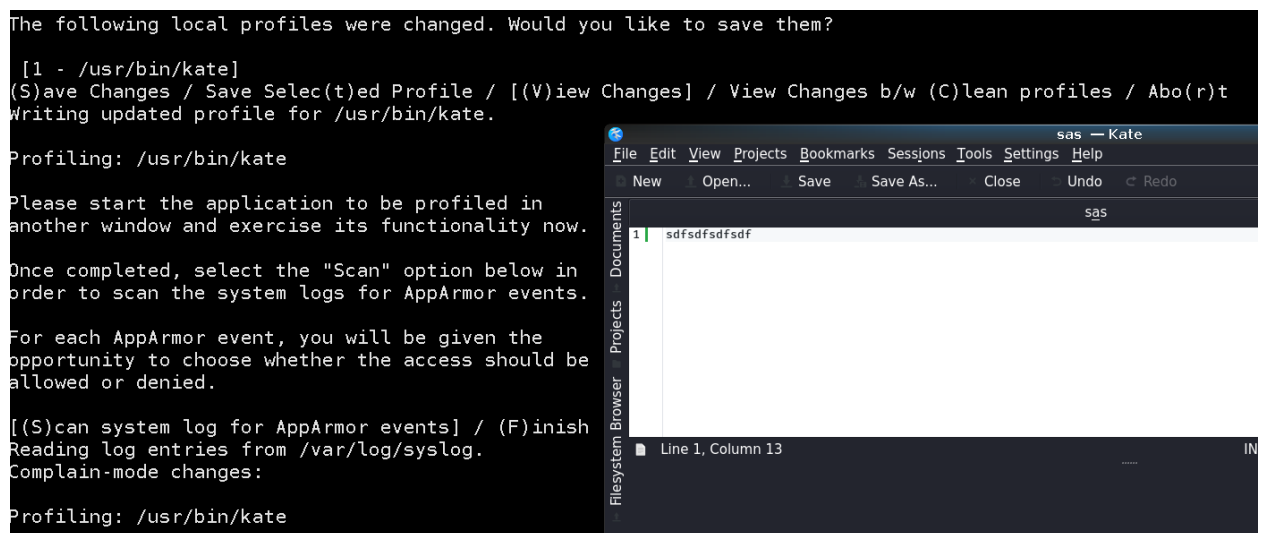 The following local profiles were changed. Would you like to save them?
[1 - /usr/bin/kate]
(S)ave Changes / Save Selec(t)ed Profile / [(V)iew Changes] / View Changes b/w (C)lean profiles / Abo(r)t
Writing updated profile for /usr/bin/kate.
Profiling: /usr/bin/kate
Please start the application to be profiled in
another window and exercise its functionality now.
Once completed, select the "Scan" option below in
order to scan the system logs for AppArmor events.
For each AppArmor event, you will be given the
opportunity to choose whether the access should be
allowed or denied.
[(S)can system log for AppArmor events] / (F)inish
Reading log entries from /var/log/syslog.
Complain-mode changes:
Profiling: /usr/bin/kate
sas — Kate
File Edit View Projects Bookmarks Sessions Tools Settings Help
New Open... Save Save As... Close Undo Redo
sas
1 sdfsdfsdfsdf
Documents
Projects
Filesystem Browser
Line 1, Column 13
IN